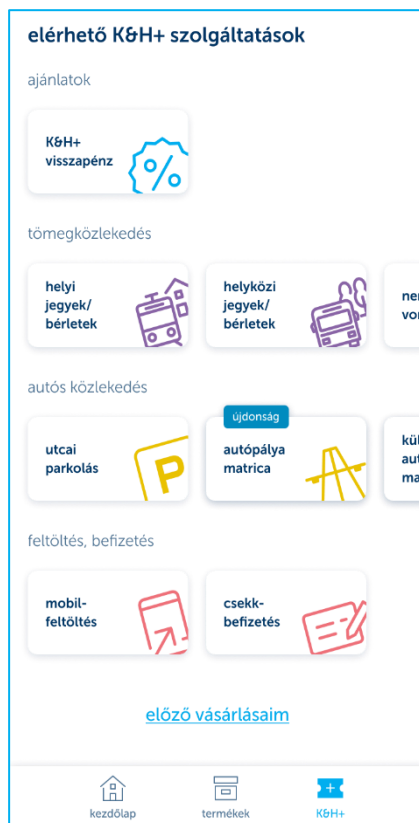 elérhető K&H+ szolgáltatások
ajánlatok
K&H+
visszapénz
%
tömegközlekedés
helyi
jegyek/
bérletek
helyközi
jegyek/
bérletek
autós közlekedés
utcai
parkolás
P
újdonság
autópálya
matrica
feltöltés, befizetés
mobil-
feltöltés
csekk-
befizetés
előző vásárlásaim
kezdőlap
termékek
K&H+